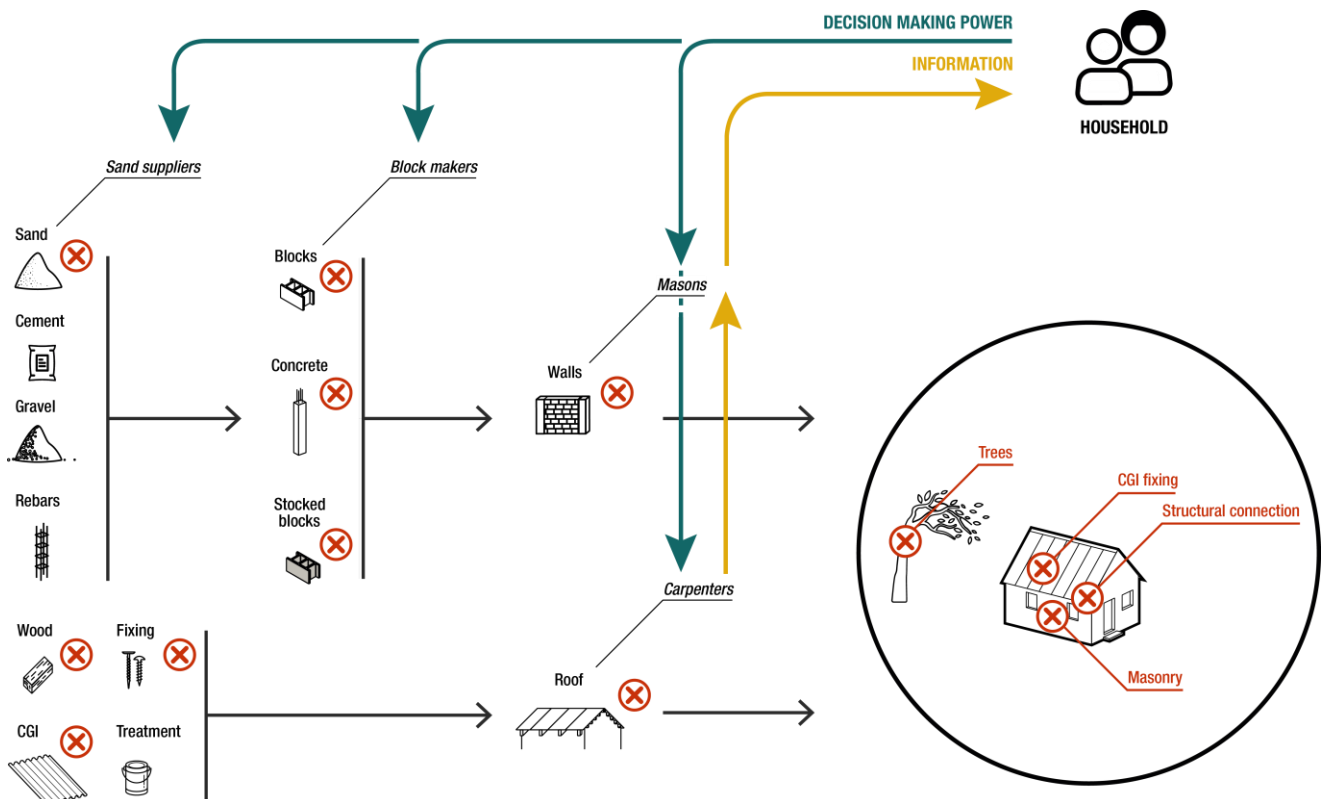 DECISION MAKING POWER
INFORMATION
HOUSEHOLD
Sand suppliers
Block makers
Sand
Blocks
Masons
Cement
Concrete
Walls
Gravel
Trees
CGI fixing
Structural connection
Rebars
Stocked
blocks
Carpenters
Wood
Fixing
Roof
Masonry
CGI
Treatment